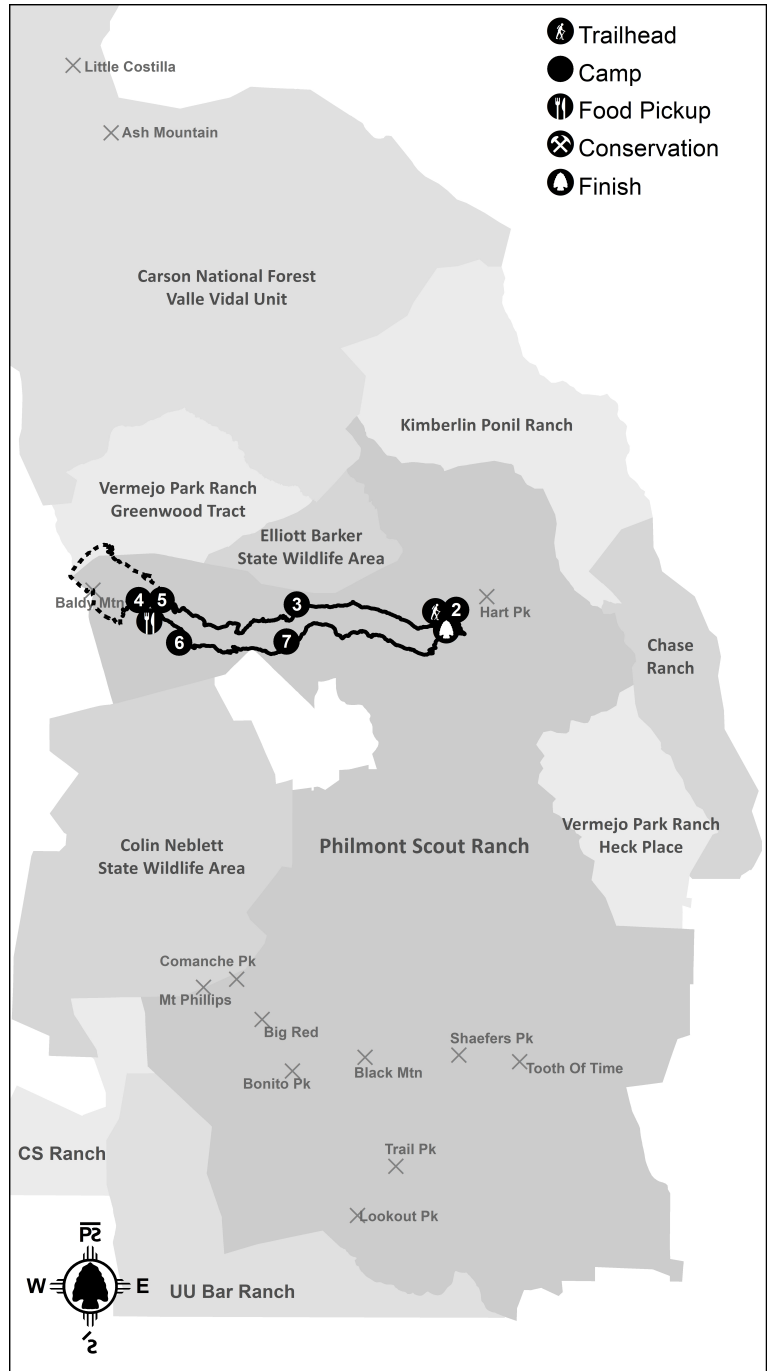 Trailhead
Camp
Food Pickup
Conservation
Finish
Little Costilla
Ash Mountain
Carson National Forest
Valle Vidal Unit
Kimberlin Ponil Ranch
Vermejo Park Ranch
Greenwood Tract
Elliott Barker
State Wildlife Area
Baldy Mtn
4
5
3
2
Hart Pk
6
7
Chase
Ranch
Colin Neblett
State Wildlife Area
Philmont Scout Ranch
Vermejo Park Ranch
Heck Place
Comanche Pk
Mt Phillips
Big Red
Shaefers Pk
Black Mtn
Tooth Of Time
Bonito Pk
CS Ranch
Trail Pk
Lookout Pk
W
E
UU Bar Ranch